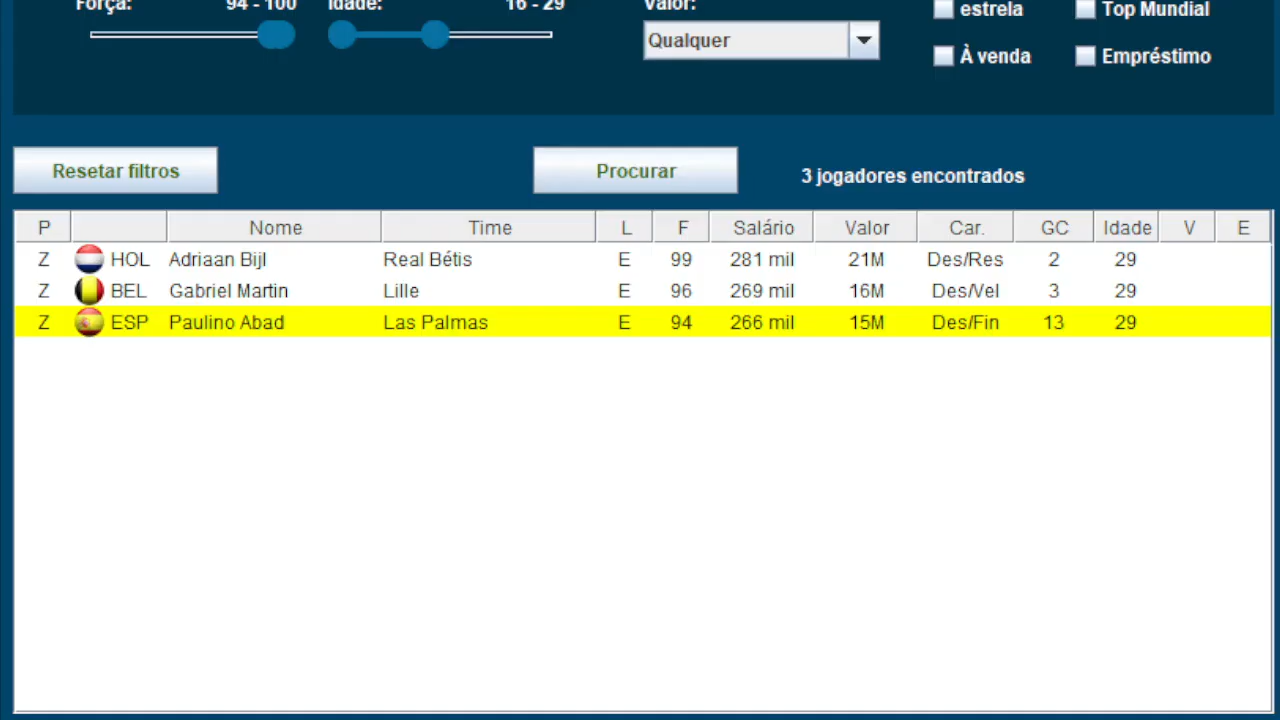 Força: 94 - 100 Idade: 16 - 29 Valor:
estrela Top Mundial
Qualquer
À venda Empréstimo
Resetar filtros Procurar 3 jogadores encontrados
P Nome Time L F Salário Valor Car. GC Idade V E
Z HOL Adriaan Bijl Real Bétis E 99 281 mil 21M Des/Res 2 29
Z BEL Gabriel Martin Lille E 96 269 mil 16M Des/Vel 3 29
Z ESP Paulino Abad Las Palmas E 94 266 mil 15M Des/Fin 13 29